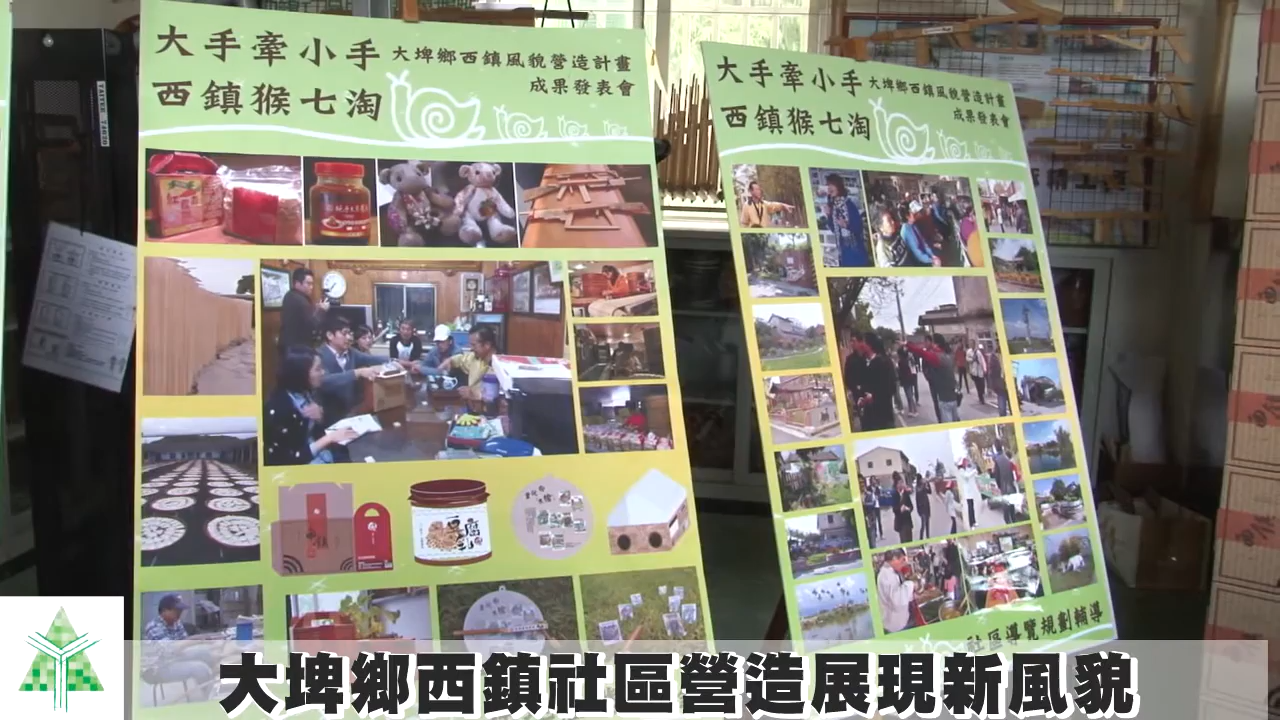 大手牽小手 大埤鄉西鎮風貌營造計畫
西鎮猴七淘 成果發表會
大手牽小手 大埤鄉西鎮風貌營造計畫
西鎮猴七淘 成果發表會
社區導覽規劃輔導
大埤鄉西鎮社區營造展現新風貌